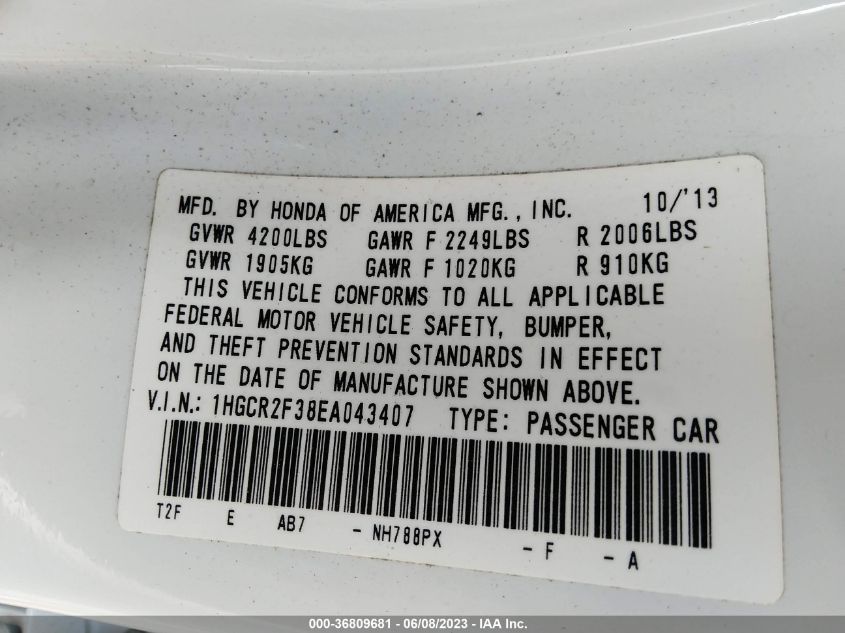 MFD. BY HONDA OF AMERICA MFG., INC. 10/'13
GVWR 4200LBS GAWR F 2249LBS R 2006LBS
GVWR 1905KG GAWR F 1020KG R 910KG
THIS VEHICLE CONFORMS TO ALL APPLICABLE
FEDERAL MOTOR VEHICLE SAFETY, BUMPER,
AND THEFT PREVENTION STANDARDS IN EFFECT
ON THE DATE OF MANUFACTURE SHOWN ABOVE.
V.I.N.: 1HGCR2F38EA043407 TYPE: PASSENGER CAR
T2F E AB7 - NH788PX - F - A
000-36809681 - 06/08/2023 - IAA Inc.